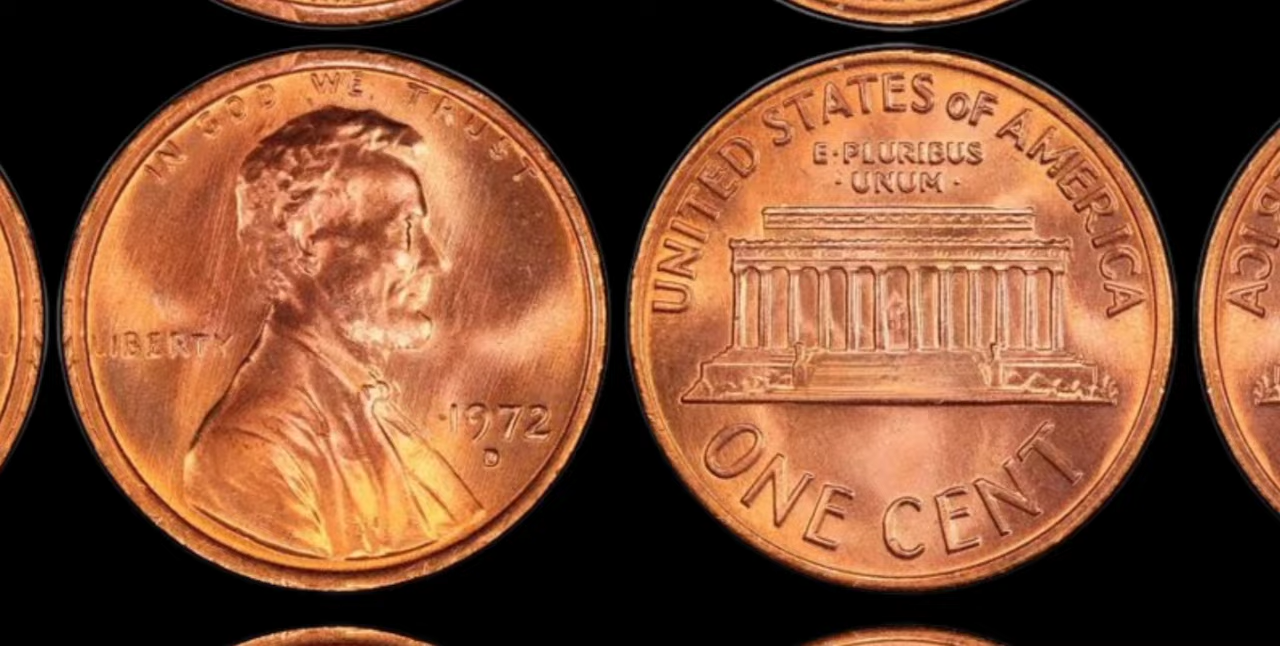 IN GOD WE TRUST
LIBERTY
1972
D
UNITED STATES OF AMERICA
E·PLURIBUS
·UNUM·
ONE CENT